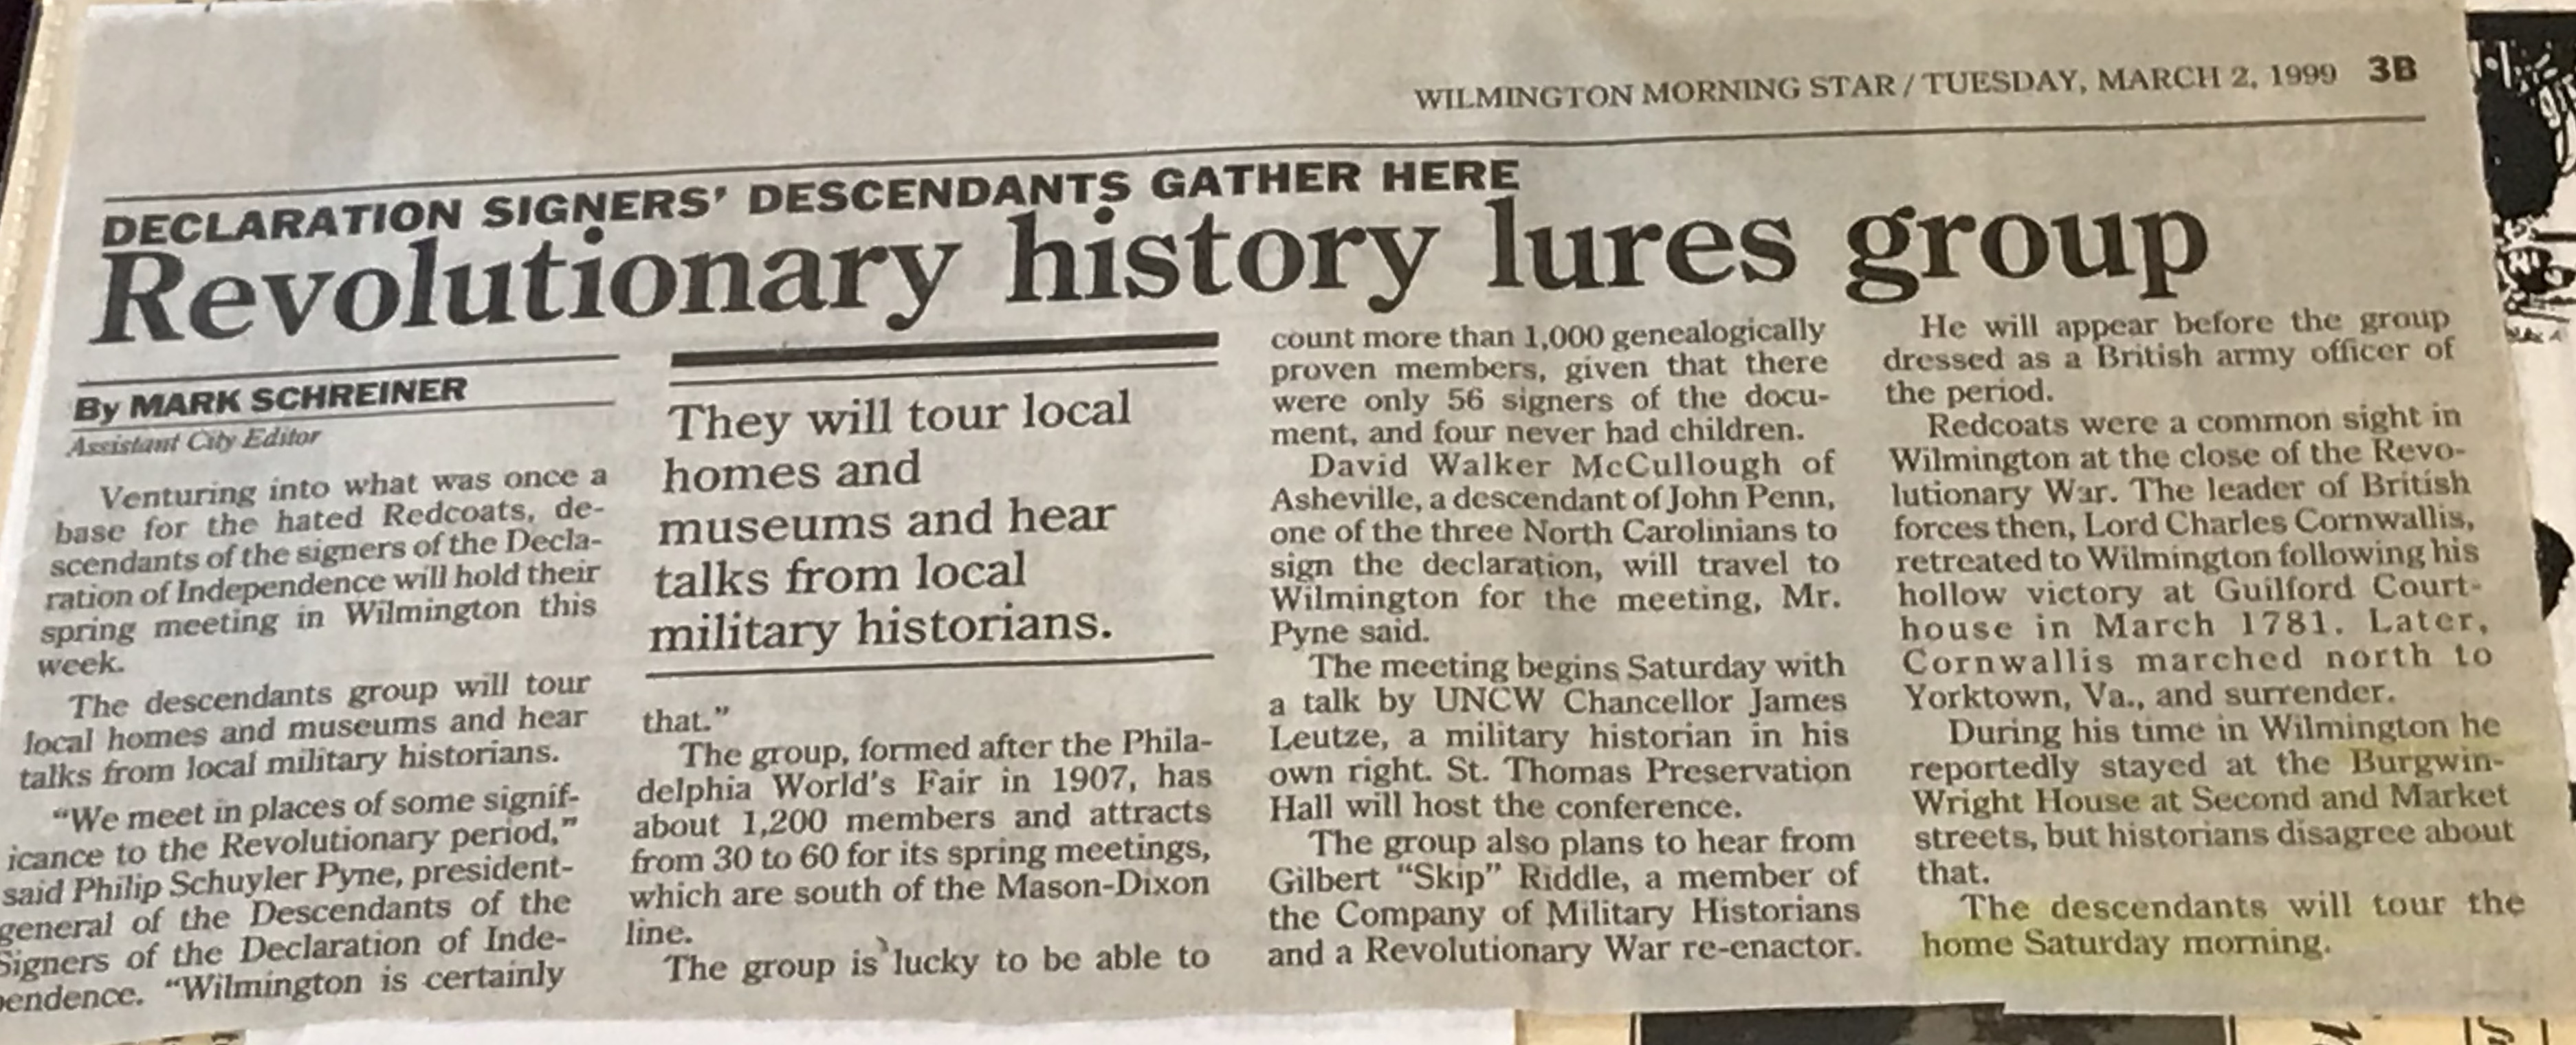 WILMINGTON MORNING STAR / TUESDAY, MARCH 2, 1999 3B
DECLARATION SIGNERS' DESCENDANTS GATHER HERE
Revolutionary history lures group
By MARK SCHREINER
Assistant City Editor
Venturing into what was once a
base for the hated Redcoats, de-
scendants of the signers of the Decla-
ration of Independence will hold their
spring meeting in Wilmington this
week.
The descendants group will tour
local homes and museums and hear
talks from local military historians.
"We meet in places of some signif-
icance to the Revolutionary period,"
said Philip Schuyler Pyne, president-
general of the Descendants of the
Signers of the Declaration of Inde-
pendence. "Wilmington is certainly
They will tour local
homes and
museums and hear
talks from local
military historians.
that."
The group, formed after the Phila-
delphia World's Fair in 1907, has
about 1,200 members and attracts
from 30 to 60 for its spring meetings,
which are south of the Mason-Dixon
line.
The group is lucky to be able to
count more than 1,000 genealogically
proven members, given that there
were only 56 signers of the docu-
ment, and four never had children.
David Walker McCullough of
Asheville, a descendant of John Penn,
one of the three North Carolinians to
sign the declaration, will travel to
Wilmington for the meeting, Mr.
Pyne said.
The meeting begins Saturday with
a talk by UNCW Chancellor James
Leutze, a military historian in his
own right. St. Thomas Preservation
Hall will host the conference.
The group also plans to hear from
Gilbert "Skip" Riddle, a member of
the Company of Military Historians
and a Revolutionary War re-enactor.
He will appear before the group
dressed as a British army officer of
the period.
Redcoats were a common sight in
Wilmington at the close of the Revo-
lutionary War. The leader of British
forces then, Lord Charles Cornwallis,
retreated to Wilmington following his
hollow victory at Guilford Court-
house in March 1781. Later,
Cornwallis marched north to
Yorktown, Va., and surrender.
During his time in Wilmington he
reportedly stayed at the Burgwin-
Wright House at Second and Market
streets, but historians disagree about
that.
The descendants will tour the
home Saturday morning.